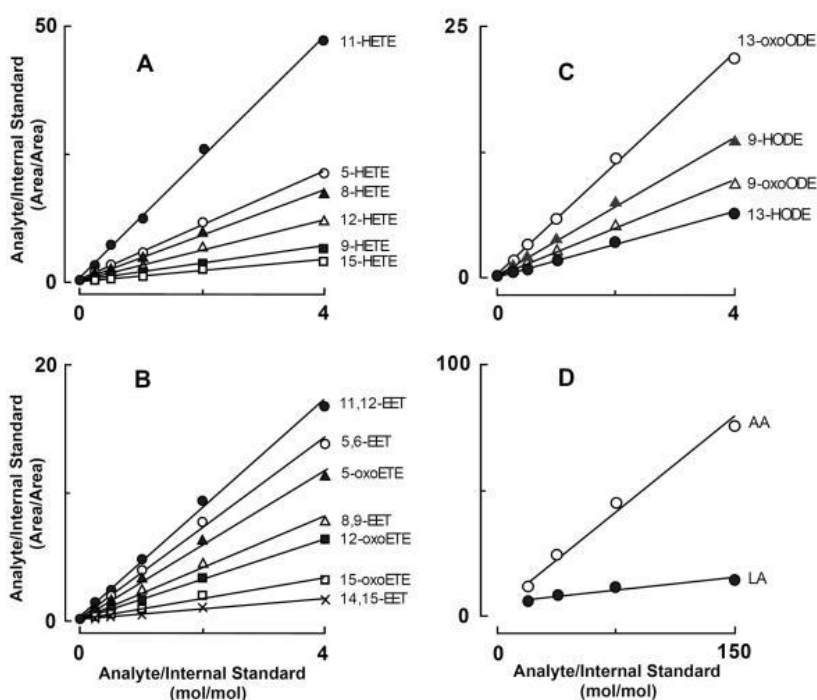 50
A
11-HETE
5-HETE
8-HETE
12-HETE
9-HETE
15-HETE
0
0
4
Analyte/Internal Standard
(Area/Area)
25
C
13-oxoODE
9-HODE
9-oxoODE
13-HODE
0
0
4
20
B
11,12-EET
5,6-EET
5-oxoETE
8,9-EET
12-oxoETE
15-oxoETE
14,15-EET
0
0
4
Analyte/Internal Standard
(Area/Area)
Analyte/Internal Standard
(mol/mol)
100
D
AA
LA
0
0
150
Analyte/Internal Standard
(mol/mol)